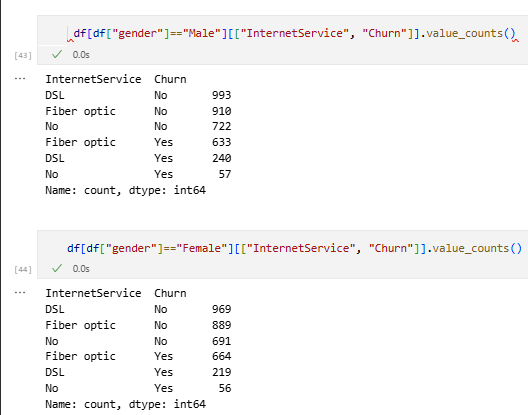 df[df["gender"]=="Male"][["InternetService", "Churn"]].value_counts()
[43] ✓ 0.0s
... InternetService Churn
DSL No 993
Fiber optic No 910
No No 722
Fiber optic Yes 633
DSL Yes 240
No Yes 57
Name: count, dtype: int64
df[df["gender"]=="Female"][["InternetService", "Churn"]].value_counts()
[44] ✓ 0.0s
... InternetService Churn
DSL No 969
Fiber optic No 889
No No 691
Fiber optic Yes 664
DSL Yes 219
No Yes 56
Name: count, dtype: int64